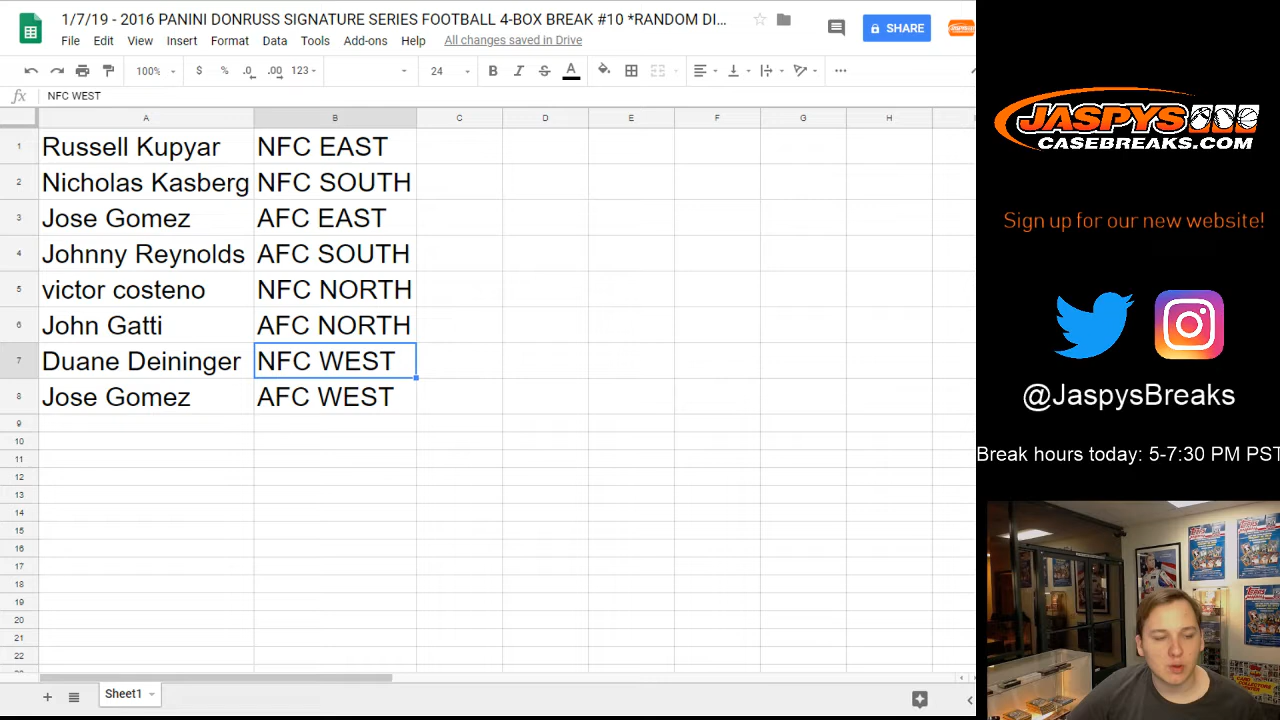 1/7/19 - 2016 PANINI DONRUSS SIGNATURE SERIES FOOTBALL 4-BOX BREAK #10 *RANDOM DI...
File Edit View Insert Format Data Tools Add-ons Help All changes saved in Drive
SHARE
100% $ % .0 .00 123 24 B I S A
fx NFC WEST
A B C D E F G H
1 Russell Kupyar NFC EAST
2 Nicholas Kasberg NFC SOUTH
3 Jose Gomez AFC EAST
4 Johnny Reynolds AFC SOUTH
5 victor costeno NFC NORTH
6 John Gatti AFC NORTH
7 Duane Deininger NFC WEST
8 Jose Gomez AFC WEST
9
10
11
12
13
14
15
16
17
18
19
20
21
22
Sheet1
JASPYS
CASEBREAKS.COM
Sign up for our new website!
@JaspysBreaks
Break hours today: 5-7:30 PM PST